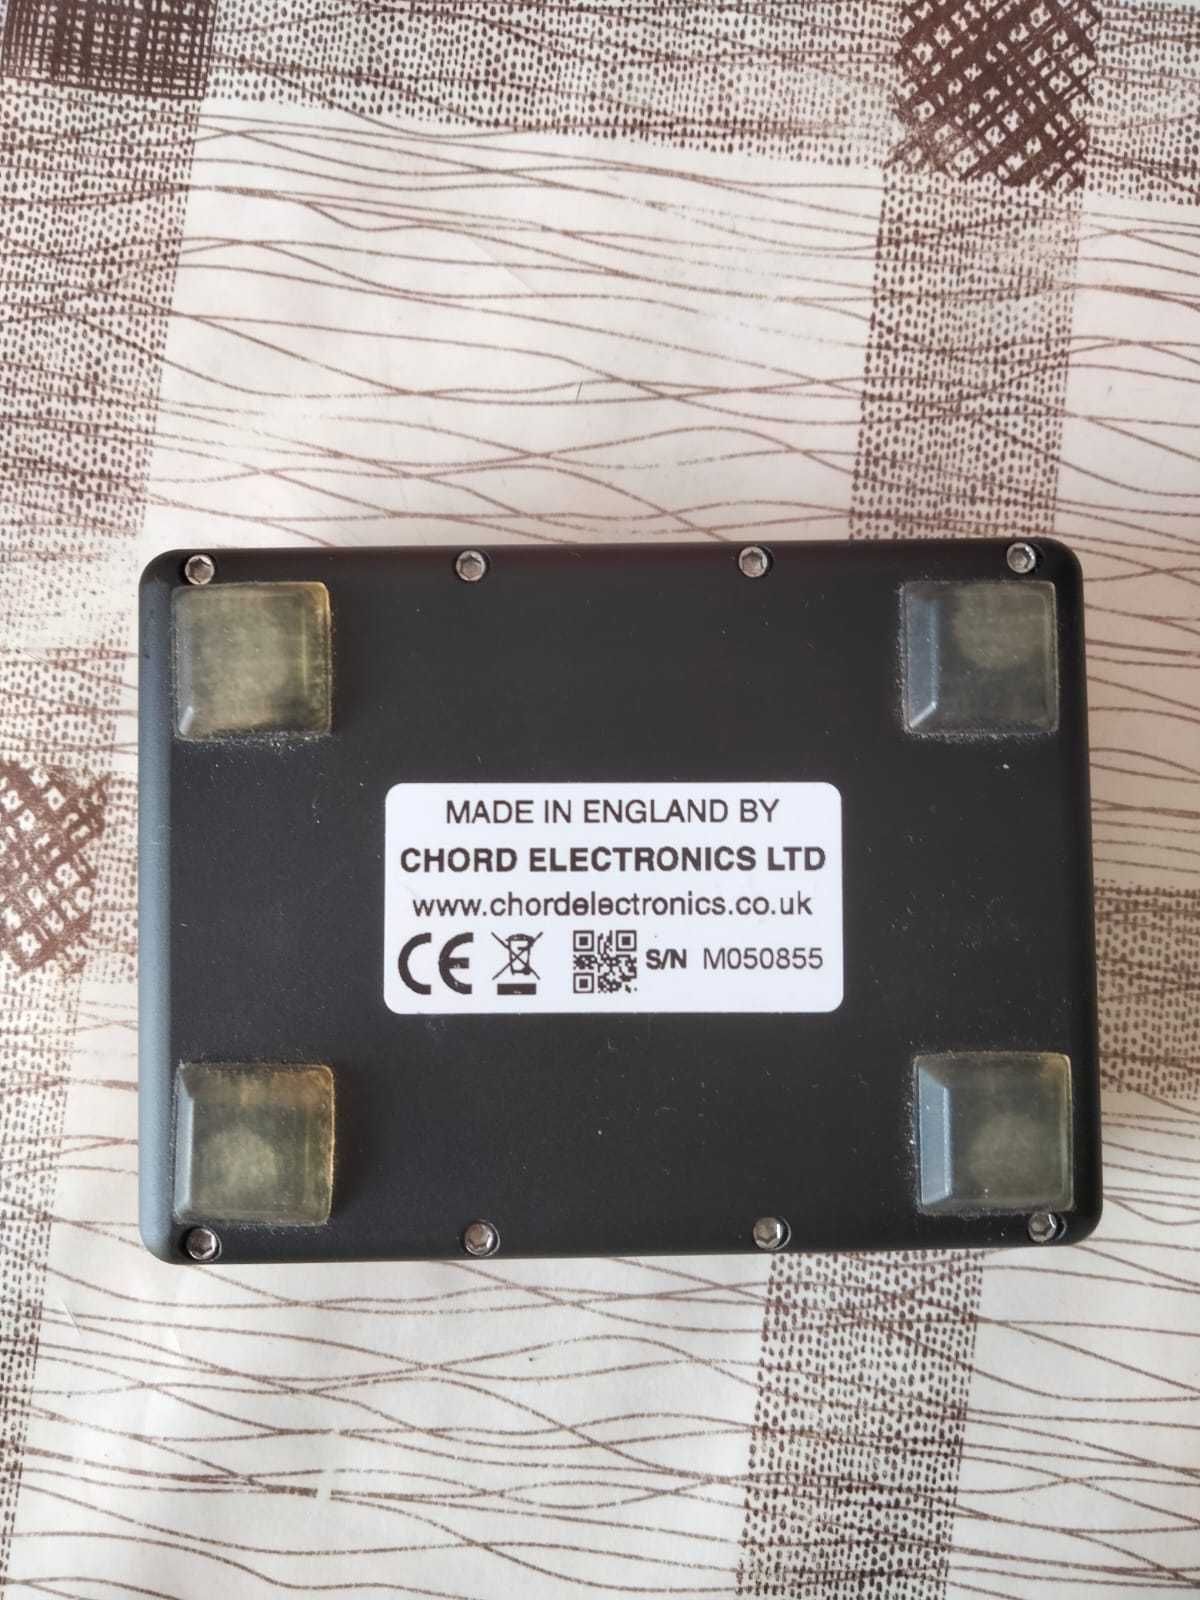 MADE IN ENGLAND BY
CHORD ELECTRONICS LTD
www.chordelectronics.co.uk
CE S/N M050855